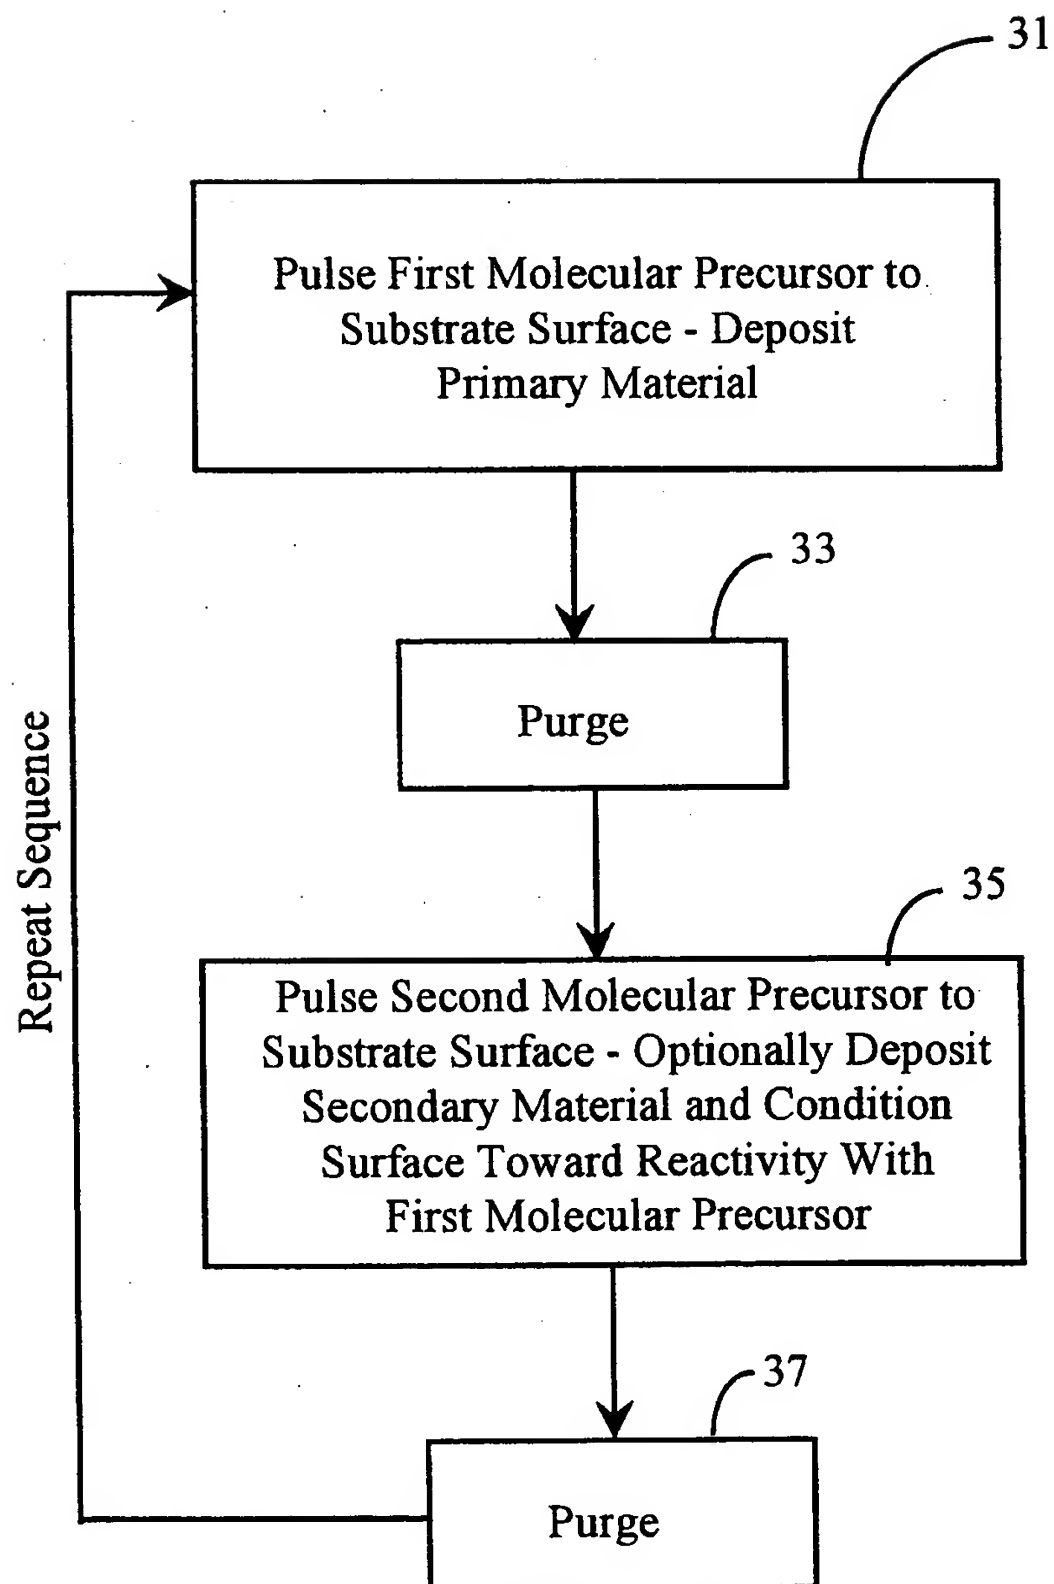 31
Pulse First Molecular Precursor to
Substrate Surface - Deposit
Primary Material
33
Purge
35
Pulse Second Molecular Precursor to
Substrate Surface - Optionally Deposit
Secondary Material and Condition
Surface Toward Reactivity With
First Molecular Precursor
37
Purge
Repeat Sequence